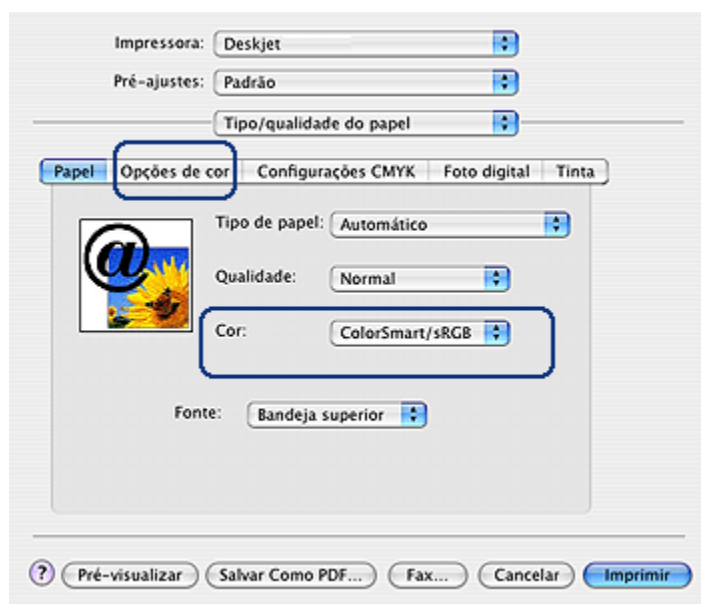 Impressora: Deskjet
Pré-ajustes: Padrão
Tipo/qualidade do papel
Papel Opções de cor Configurações CMYK Foto digital Tinta
Tipo de papel: Automático
@
Qualidade: Normal
Cor: ColorSmart/sRGB
Fonte: Bandeja superior
? Pré-visualizar Salvar Como PDF... Fax... Cancelar Imprimir